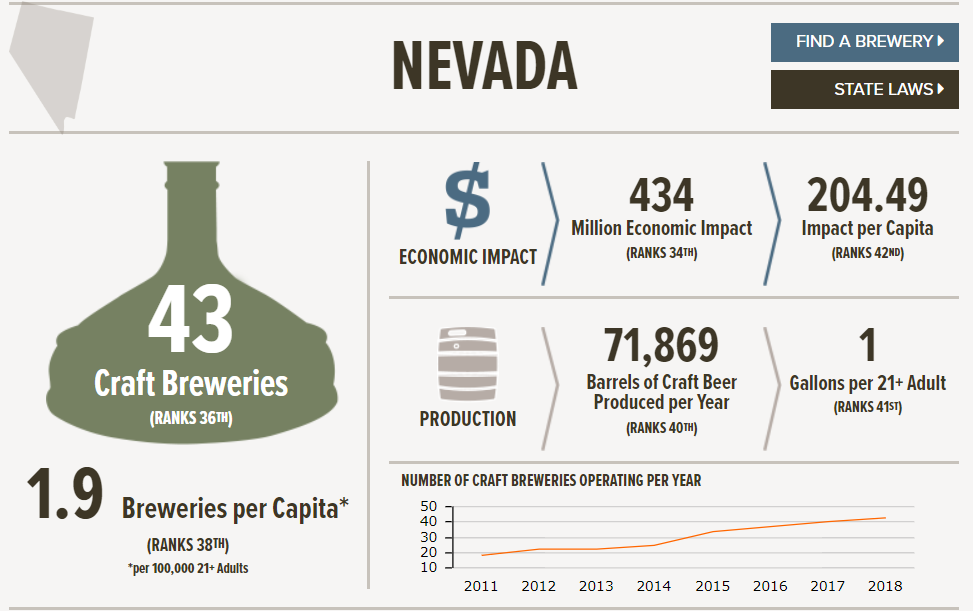 NEVADA
FIND A BREWERY
STATE LAWS
43
Craft Breweries
(RANKS 36TH)
1.9 Breweries per Capita*
(RANKS 38TH)
*per 100,000 21+ Adults
$
ECONOMIC IMPACT
434
Million Economic Impact
(RANKS 34TH)
204.49
Impact per Capita
(RANKS 42ND)
PRODUCTION
71,869
Barrels of Craft Beer
Produced per Year
(RANKS 40TH)
1
Gallons per 21+ Adult
(RANKS 41ST)
NUMBER OF CRAFT BREWERIES OPERATING PER YEAR
50
40
30
20
10
2011 2012 2013 2014 2015 2016 2017 2018